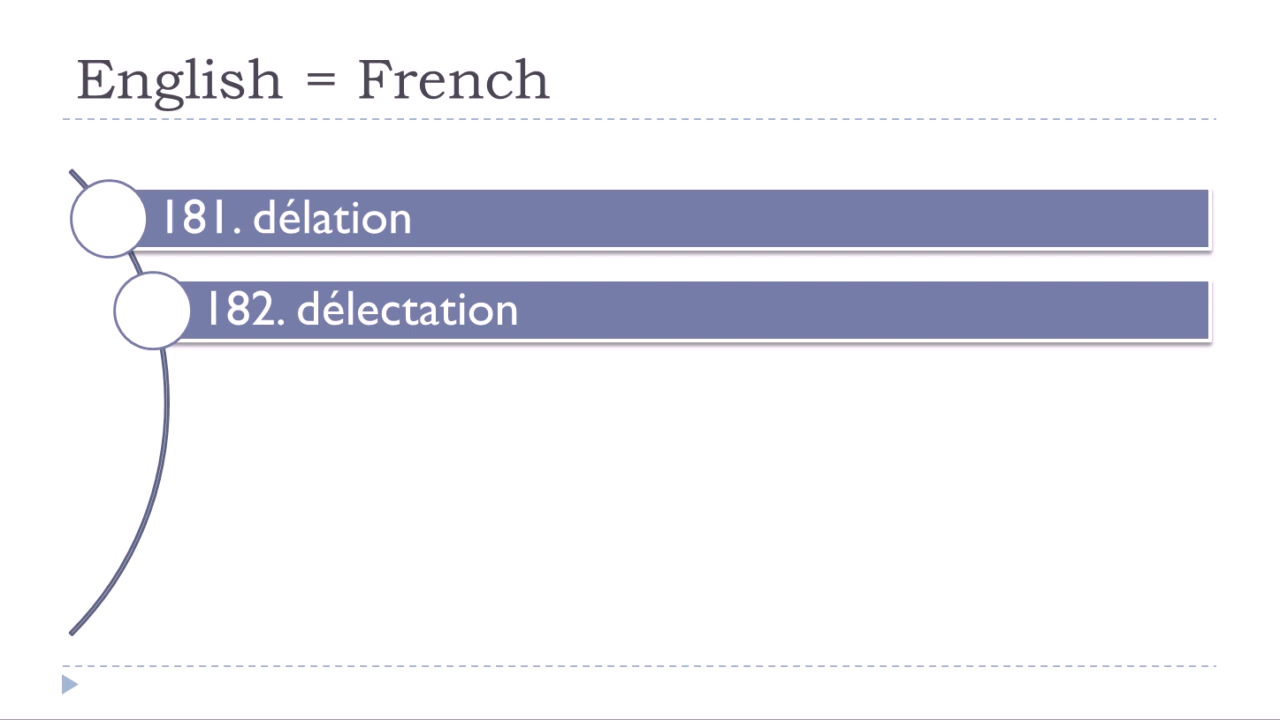 English = French
181. délation
182. délectation